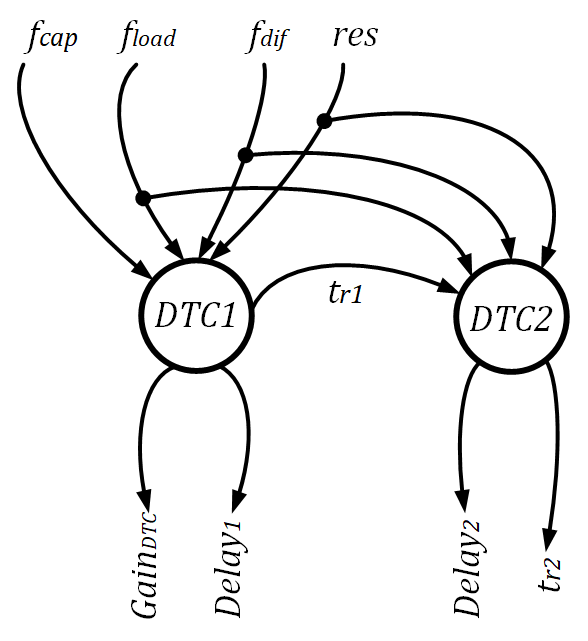 fcap fload fdif res
tr1
DTC1 DTC2
GainDTC Delay1 Delay2 tr2